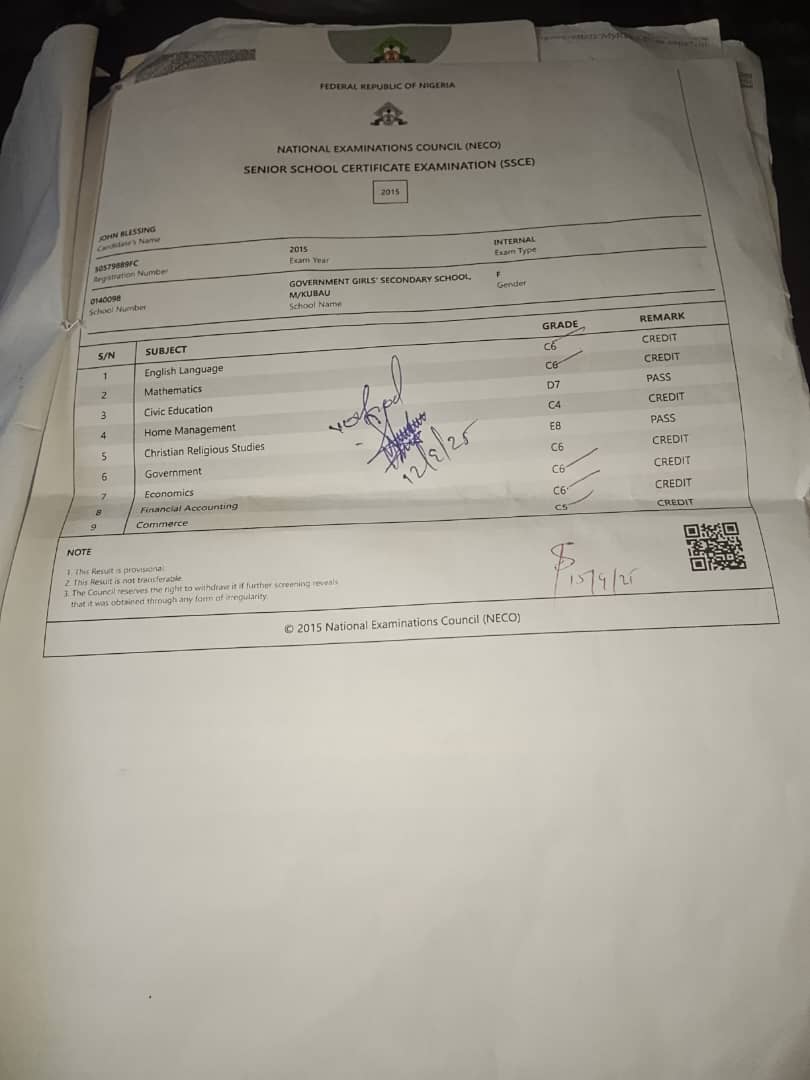 FEDERAL REPUBLIC OF NIGERIA
NATIONAL EXAMINATIONS COUNCIL (NECO)
SENIOR SCHOOL CERTIFICATE EXAMINATION (SSCE)
2015
JOHN BLESSING
Candidate's Name
50579889FC 2015 INTERNAL
Registration Number Exam Year Exam Type
0140098 GOVERNMENT GIRLS' SECONDARY SCHOOL, M/KUBAU F
School Number School Name Gender
S/N SUBJECT GRADE REMARK
1 English Language C6 CREDIT
2 Mathematics C6 CREDIT
3 Civic Education D7 PASS
4 Home Management C4 CREDIT
5 Christian Religious Studies E8 PASS
6 Government C6 CREDIT
7 Economics C6 CREDIT
8 Financial Accounting C6 CREDIT
9 Commerce C5 CREDIT
12/8/25
15/9/25
NOTE
1. This Result is provisional.
2. This Result is not transferable.
3. The Council reserves the right to withdraw it if further screening reveals
that it was obtained through any form of irregularity.
© 2015 National Examinations Council (NECO)